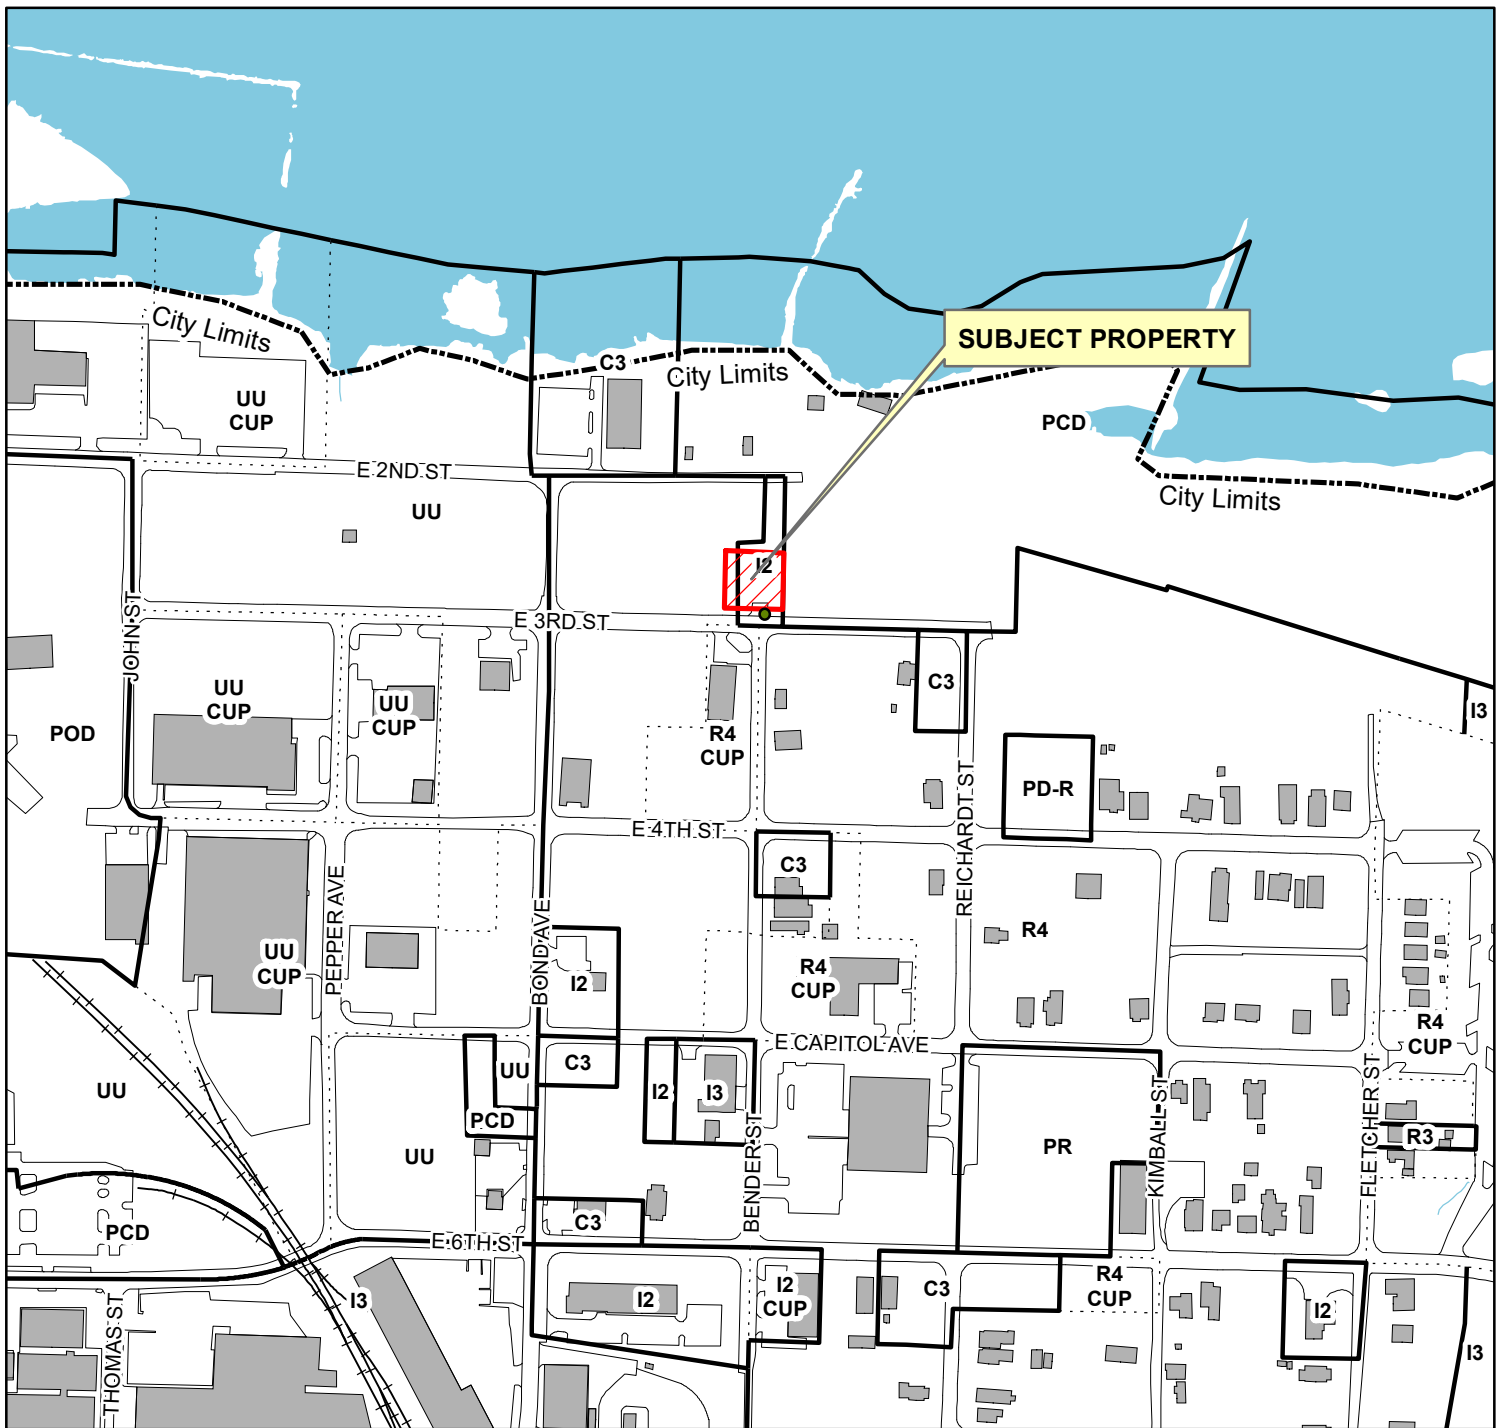 City Limits
SUBJECT PROPERTY
C3
City Limits
UU
CUP
PCD
E 2ND ST
City Limits
UU
I2
E 3RD ST
JOHN ST
C3
UU
CUP
UU
CUP
I3
POD
R4
CUP
REICHARDT ST
PD-R
E 4TH ST
C3
PEPPER AVE
BOND AVE
R4
UU
CUP
I2
R4
CUP
R4
CUP
E CAPITOL AVE
C3
UU
UU
I2
I3
PCD
BENDER ST
PR
KIMBALL ST
FLETCHER ST
R3
UU
C3
PCD
E 6TH ST
I3
I2
I2
CUP
C3
R4
CUP
I2
THOMAS ST
I3